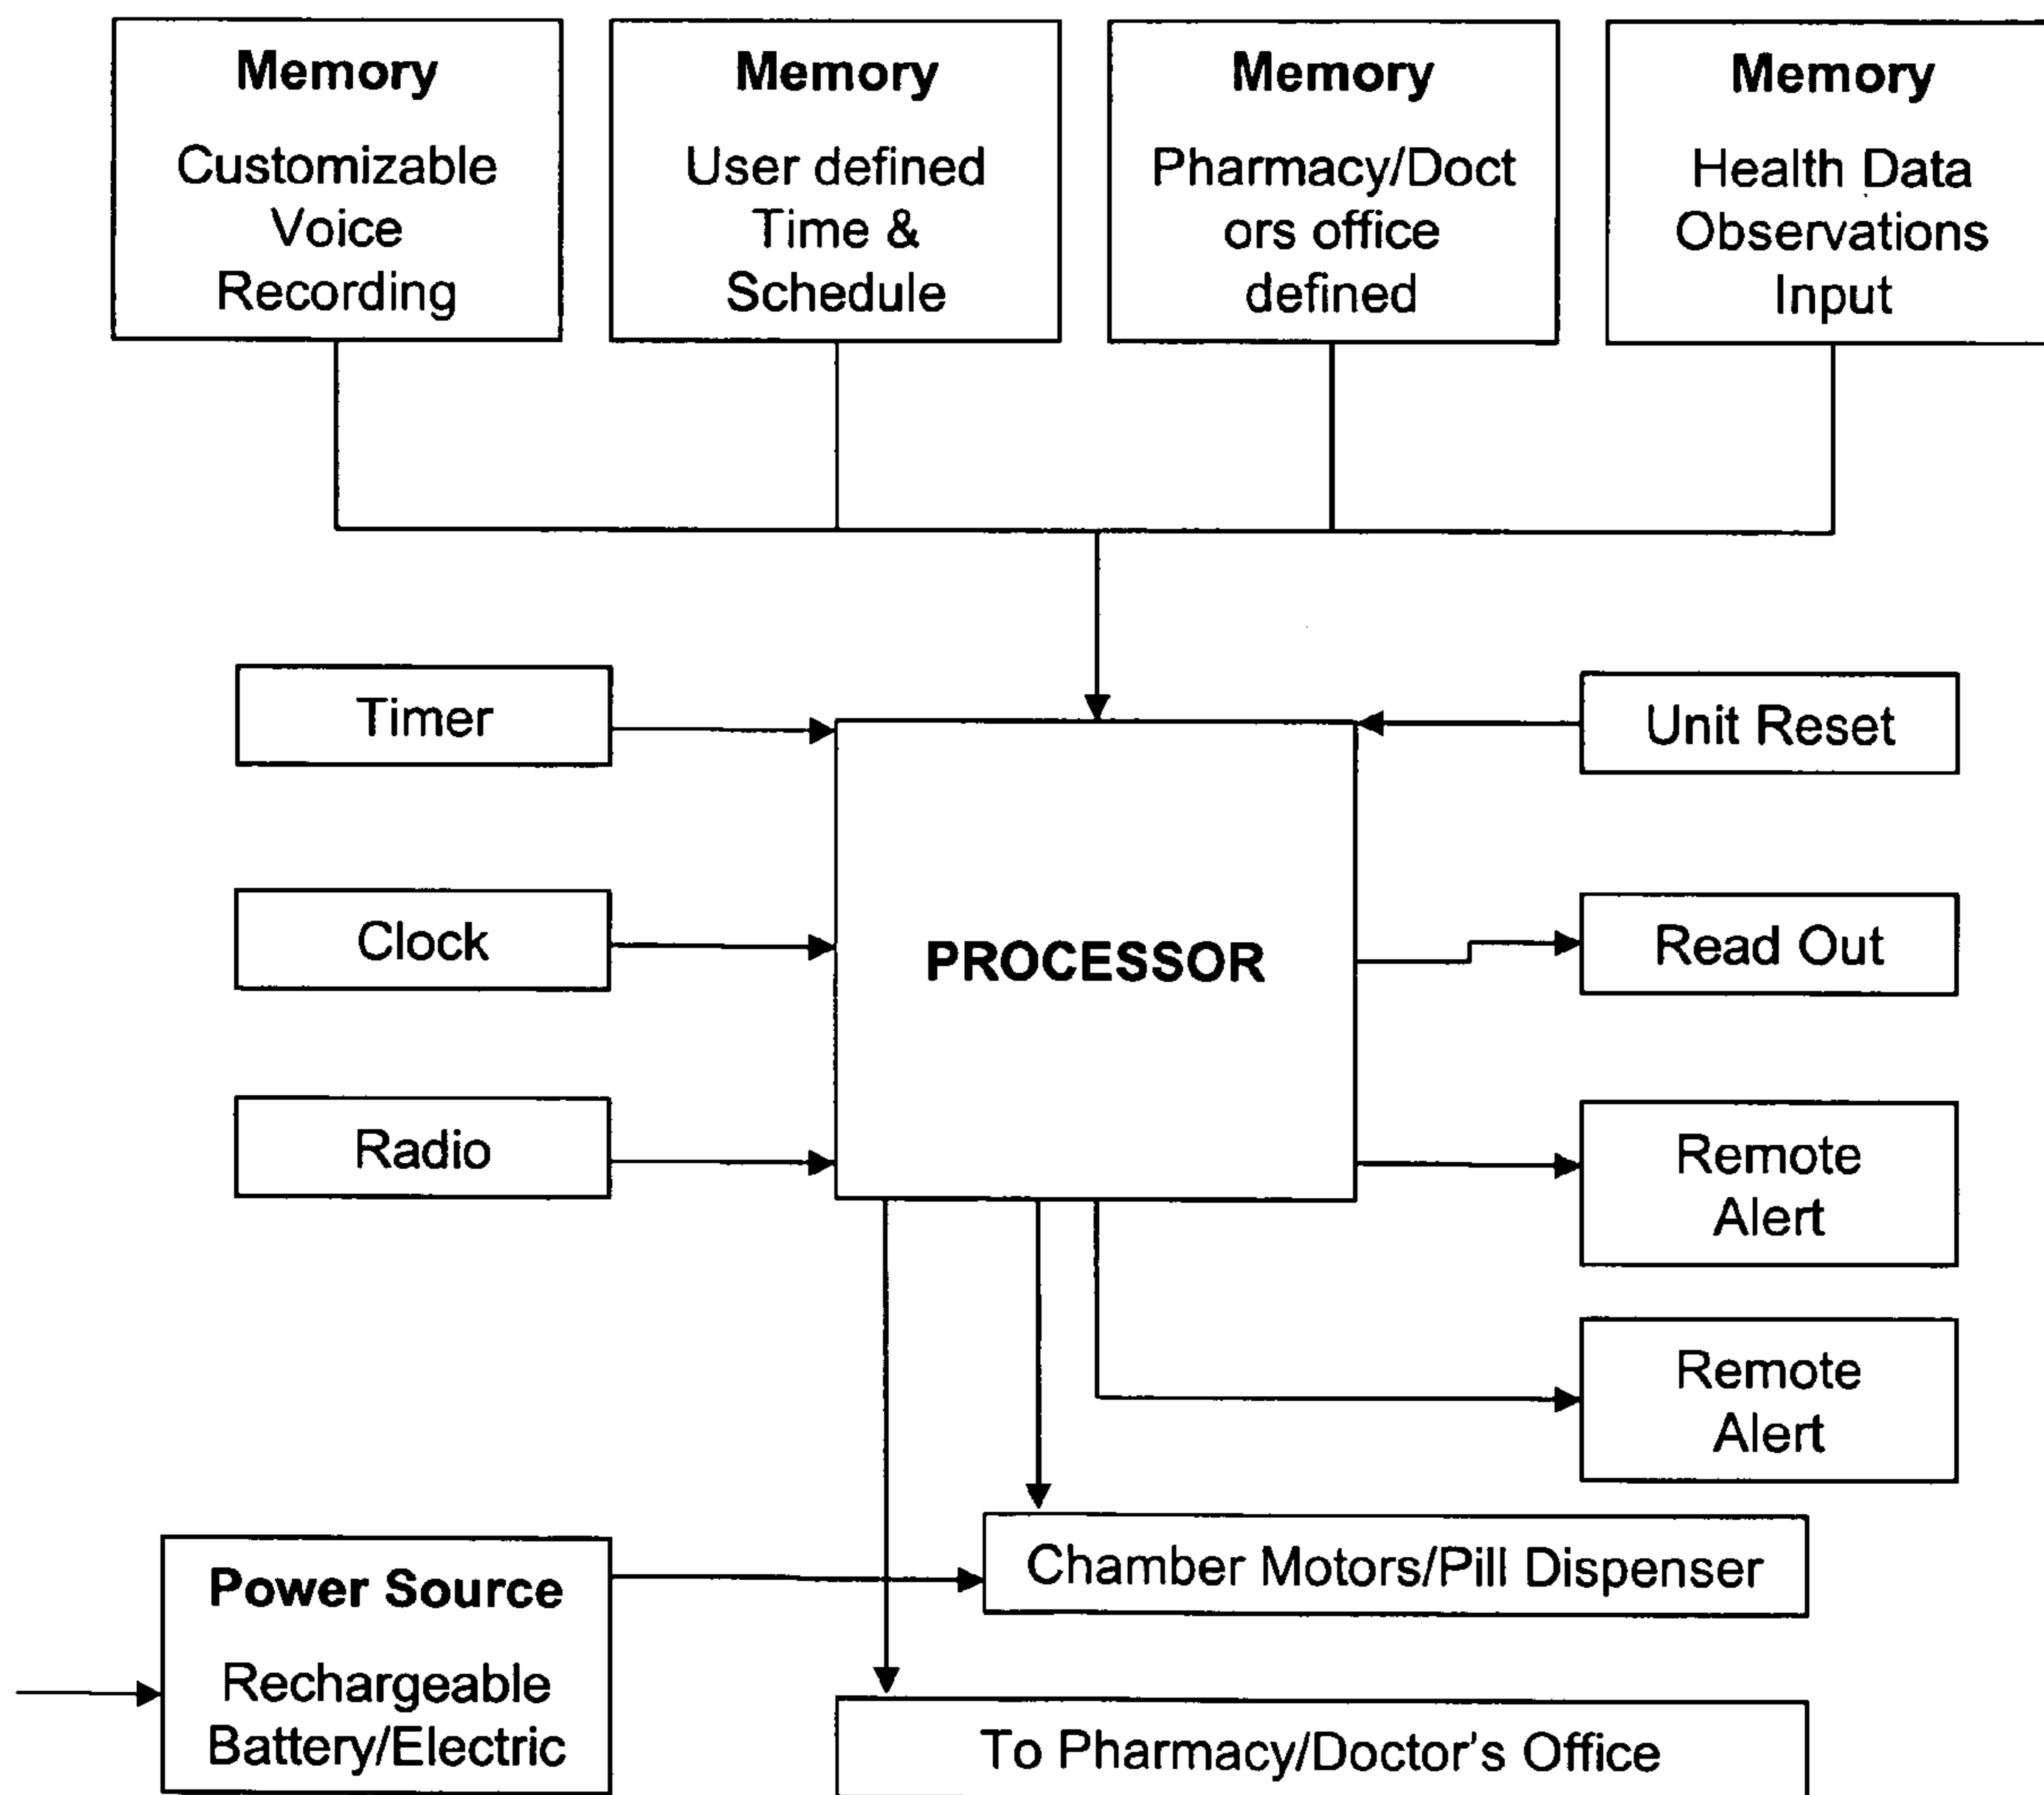 Memory
Customizable
Voice
Recording
Memory
User defined
Time &
Schedule
Memory
Pharmacy/Doct
ors office
defined
Memory
Health Data
Observations
Input
Timer
Unit Reset
Clock
PROCESSOR
Read Out
Radio
Remote
Alert
Remote
Alert
Chamber Motors/Pill Dispenser
Power Source
Rechargeable
Battery/Electric
To Pharmacy/Doctor's Office